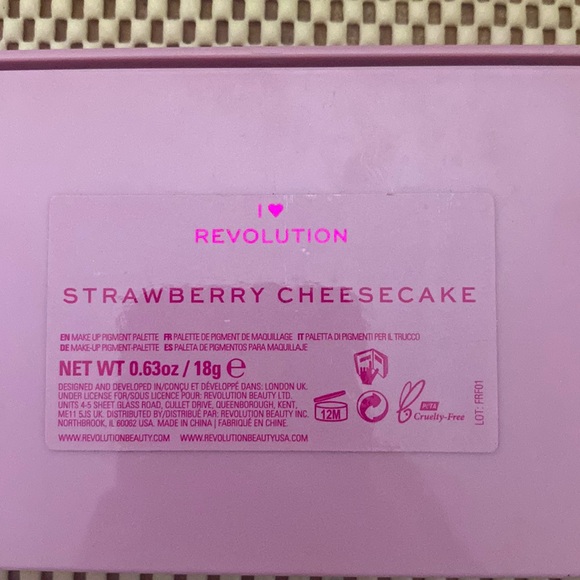 I ♥
REVOLUTION
STRAWBERRY CHEESECAKE
EN MAKE UP PIGMENT PALETTE FR PALETTE DE PIGMENT DE MAQUILLAGE IT PALETTA DI PIGMENTI PER IL TRUCCO
DE MAKE-UP PIGMENT-PALETTE ES PALETA DE PIGMENTOS PARA MAQUILLAJE
NET WT 0.63oz / 18g ℮
DESIGNED AND DEVELOPED IN/CONÇU ET DÉVELOPPÉ DANS: LONDON UK.
UNDER LICENSE FOR/SOUS LICENCE POUR: REVOLUTION BEAUTY LTD.
UNITS 4-5 SHEET GLASS ROAD, CULLET DRIVE, QUEENBOROUGH, KENT,
ME11 5JS UK. DISTRIBUTED BY/DISTRIBUÉ PAR: REVOLUTION BEAUTY INC.
NORTHBROOK, IL 60062 USA. MADE IN CHINA | FABRIQUÉ EN CHINE.
WWW.REVOLUTIONBEAUTY.COM WWW.REVOLUTIONBEAUTYUSA.COM
12M
PETA
Cruelty-Free
LOT: FRF01